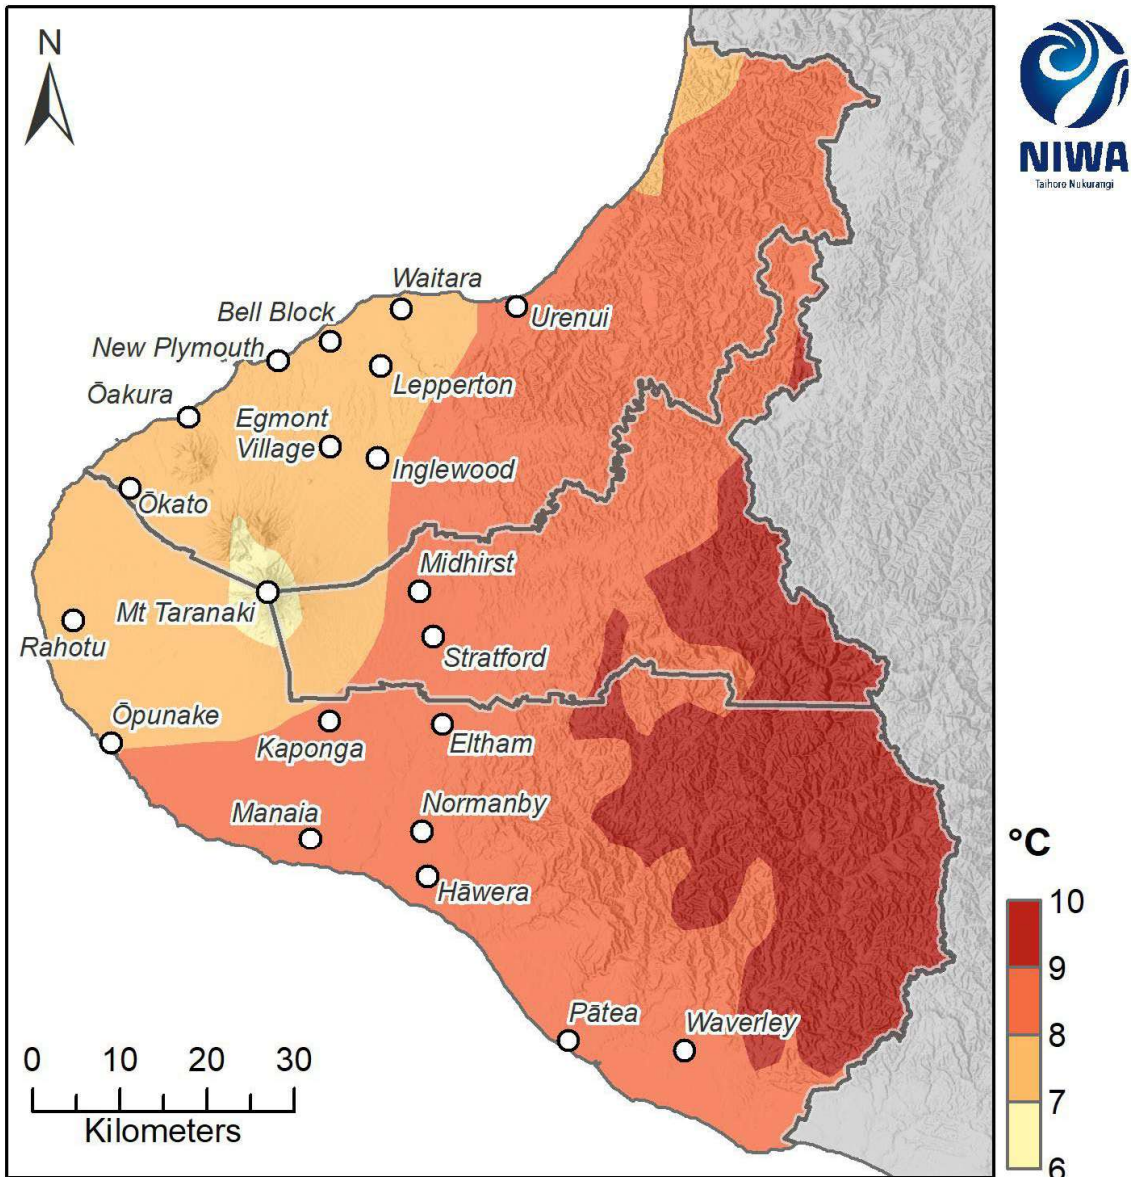 N
NIWA
Taihoro Nukurangi
Waitara
Bell Block
Urenui
New Plymouth
Lepperton
Ōakura
Egmont
Village
Inglewood
Ōkato
Midhirst
Mt Taranaki
Rahotu
Stratford
Ōpunake
Kaponga
Eltham
Manaia
Normanby
Hāwera
Pātea
Waverley
0 10 20 30
Kilometers
°C
10
9
8
7
6